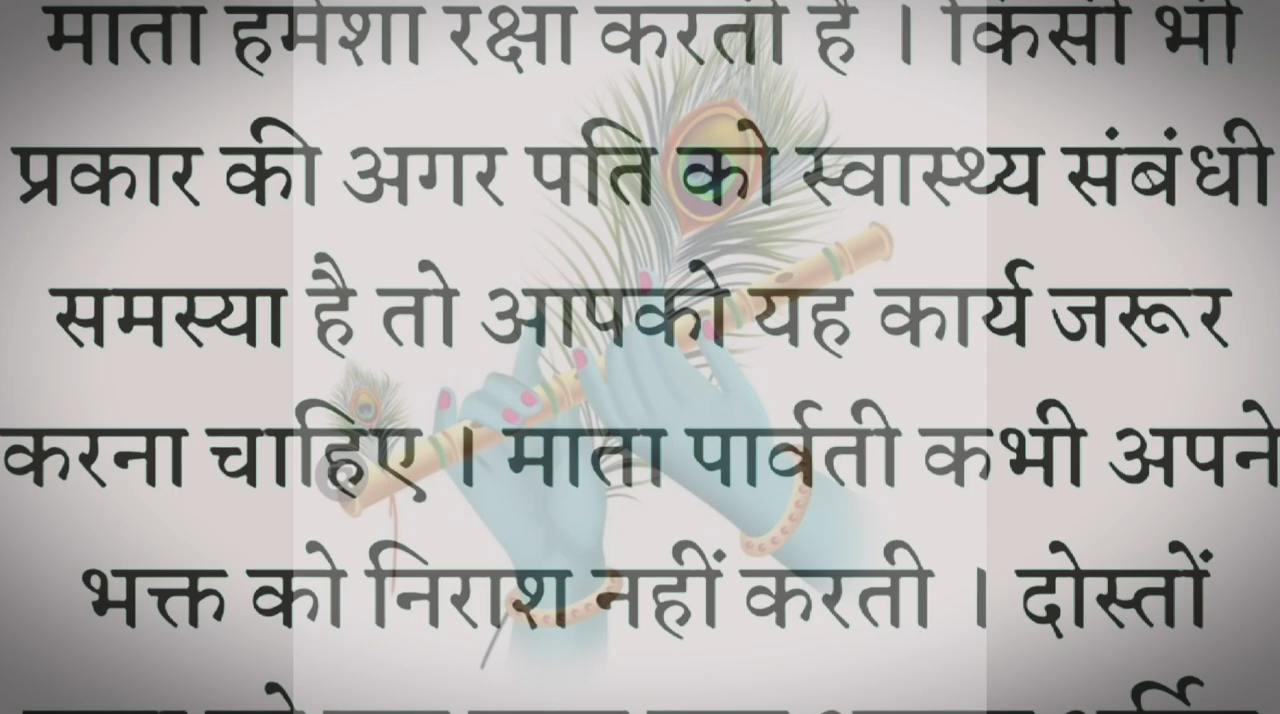 माता हमेशा रक्षा करती है । किसी भी
प्रकार की अगर पति को स्वास्थ्य संबंधी
समस्या है तो आपको यह कार्य जरूर
करना चाहिए । माता पार्वती कभी अपने
भक्त को निराश नहीं करती । दोस्तों